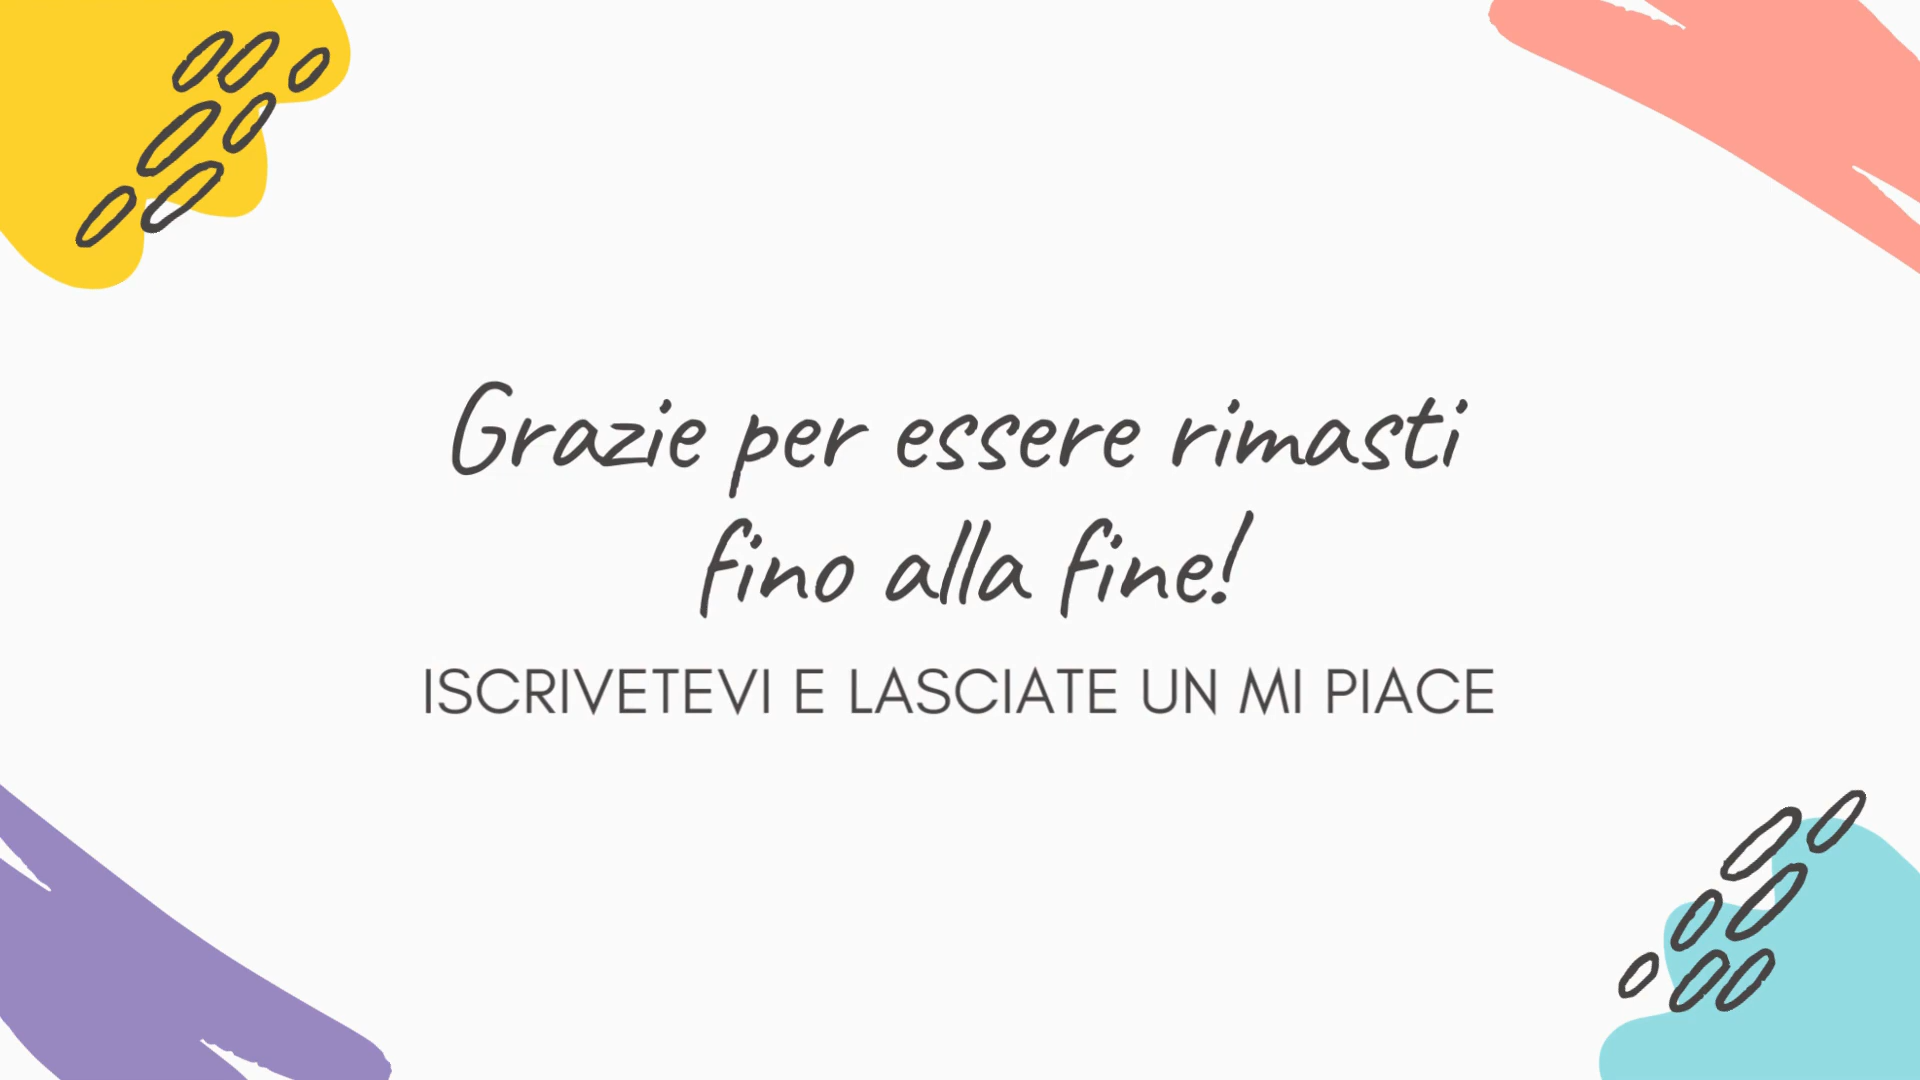 Grazie per essere rimasti
fino alla fine!
ISCRIVETEVI E LASCIATE UN MI PIACE